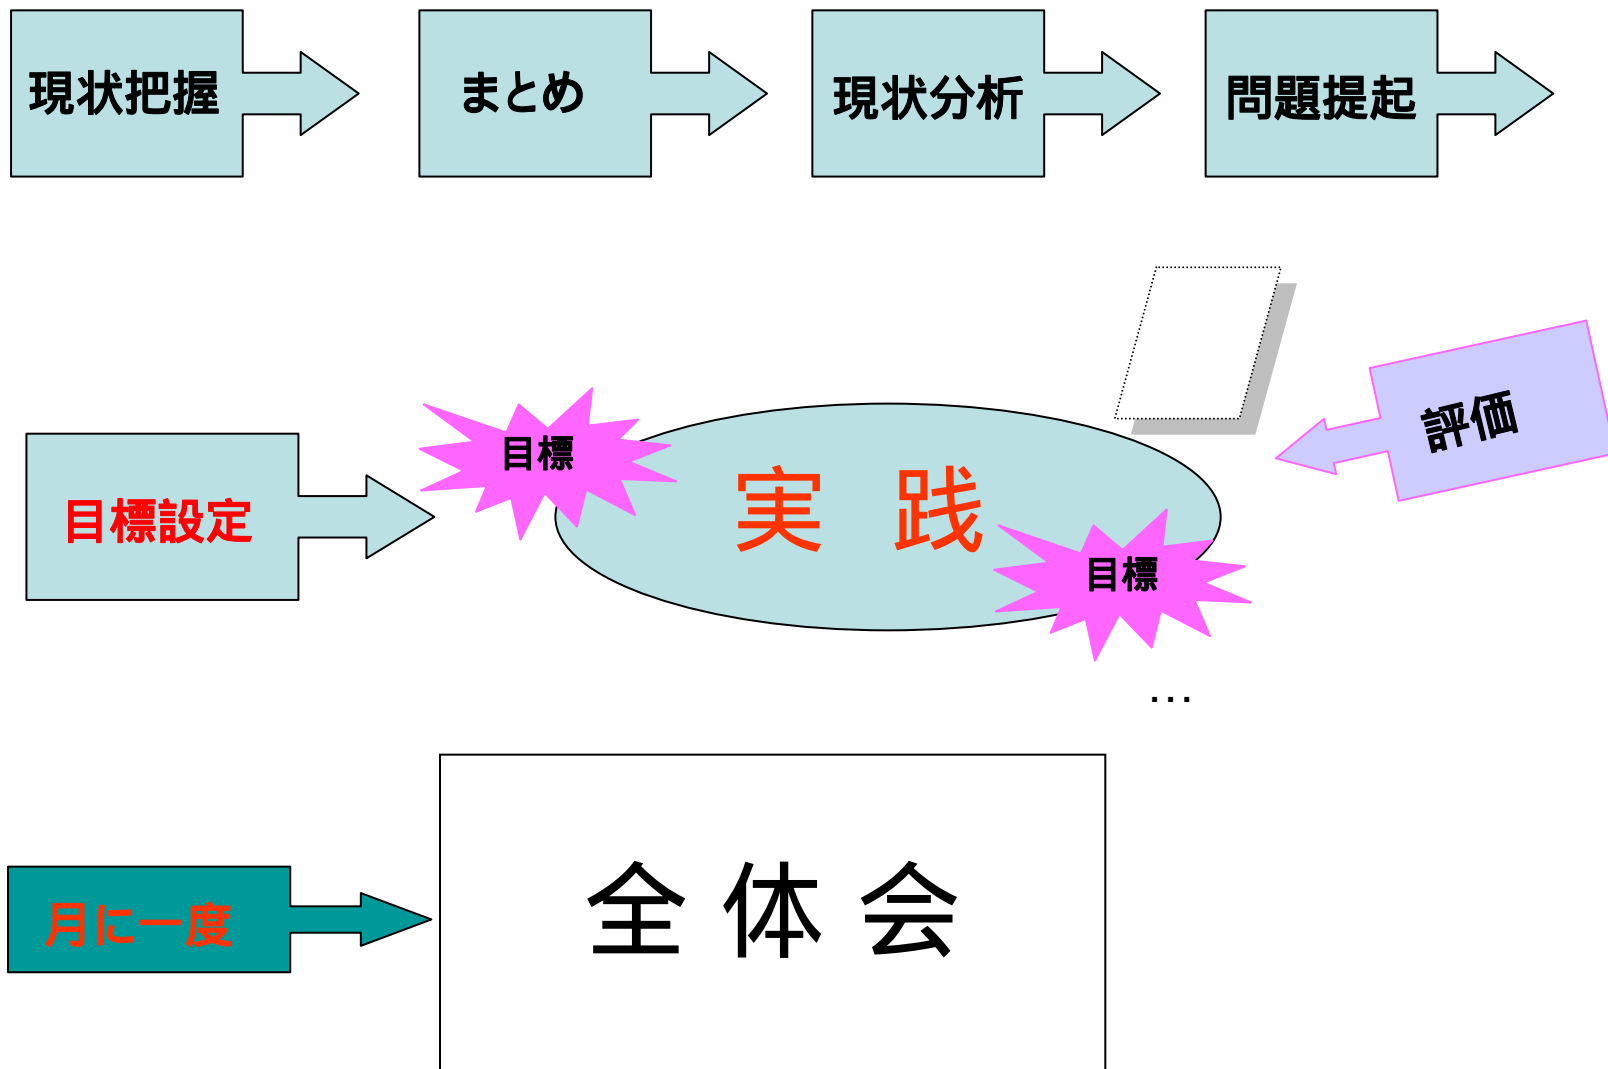 現状把握
まとめ
現状分析
問題提起
評価
目標
目標設定
実　践
目標
…
月に一度
全 体 会